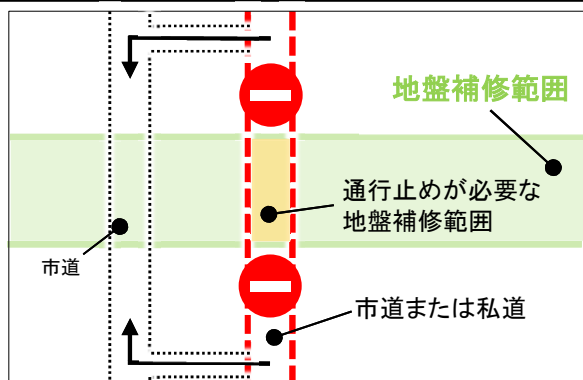 地盤補修範囲
通行止めが必要な
地盤補修範囲
市道
市道または私道